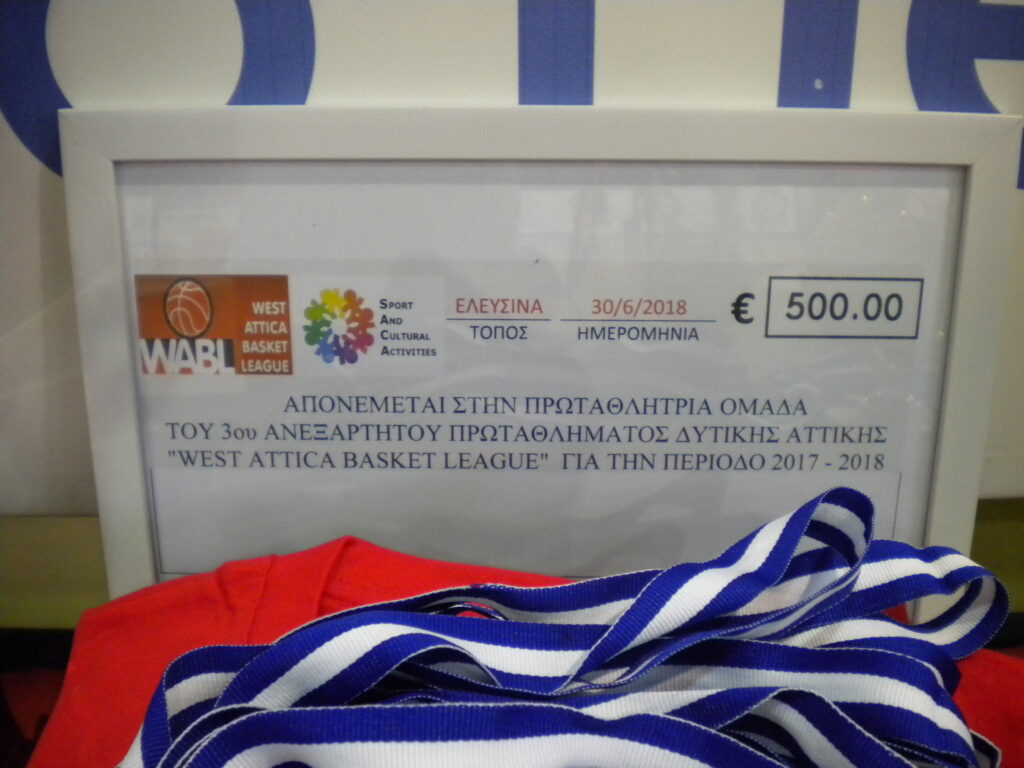 WEST
ATTICA
BASKET
LEAGUE
WABL
SPORT
AND
CULTURAL
ACTIVITIES
ΕΛΕΥΣΙΝΑ
ΤΟΠΟΣ
30/6/2018
ΗΜΕΡΟΜΗΝΙΑ
€ 500.00
ΑΠΟΝΕΜΕΤΑΙ ΣΤΗΝ ΠΡΩΤΑΘΛΗΤΡΙΑ ΟΜΑΔΑ
ΤΟΥ 3ου ΑΝΕΞΑΡΤΗΤΟΥ ΠΡΩΤΑΘΛΗΜΑΤΟΣ ΔΥΤΙΚΗΣ ΑΤΤΙΚΗΣ
"WEST ATTICA BASKET LEAGUE" ΓΙΑ ΤΗΝ ΠΕΡΙΟΔΟ 2017 - 2018